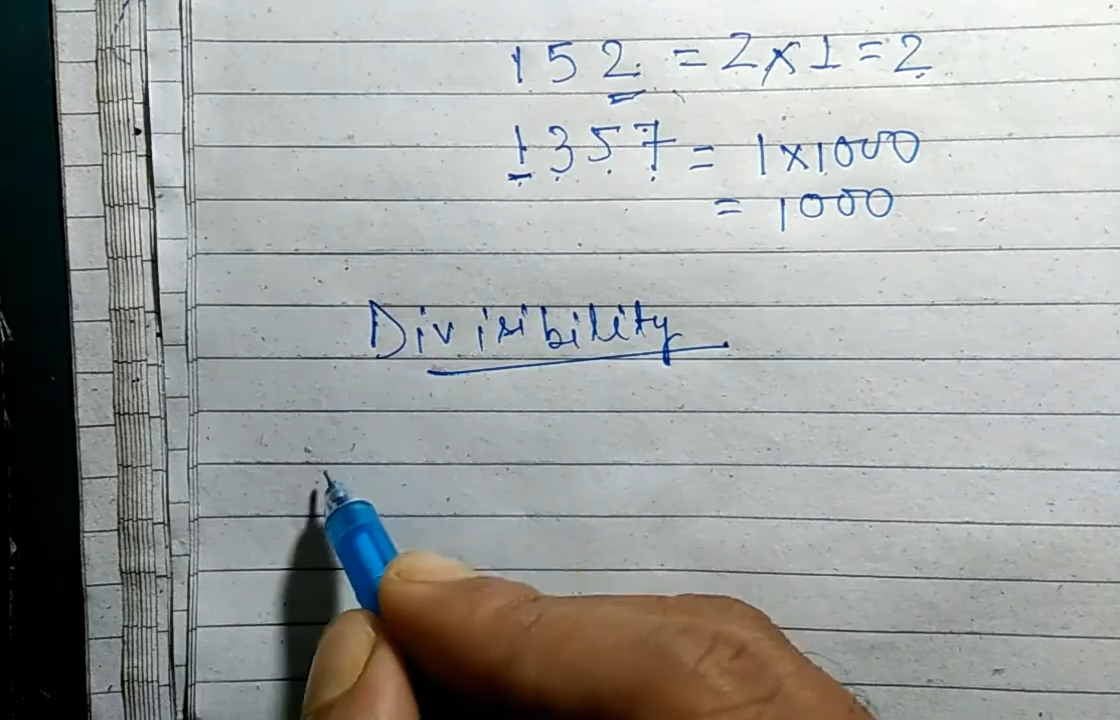 152 = 2×1=2
1357 = 1×1000
= 1000
Divisibility